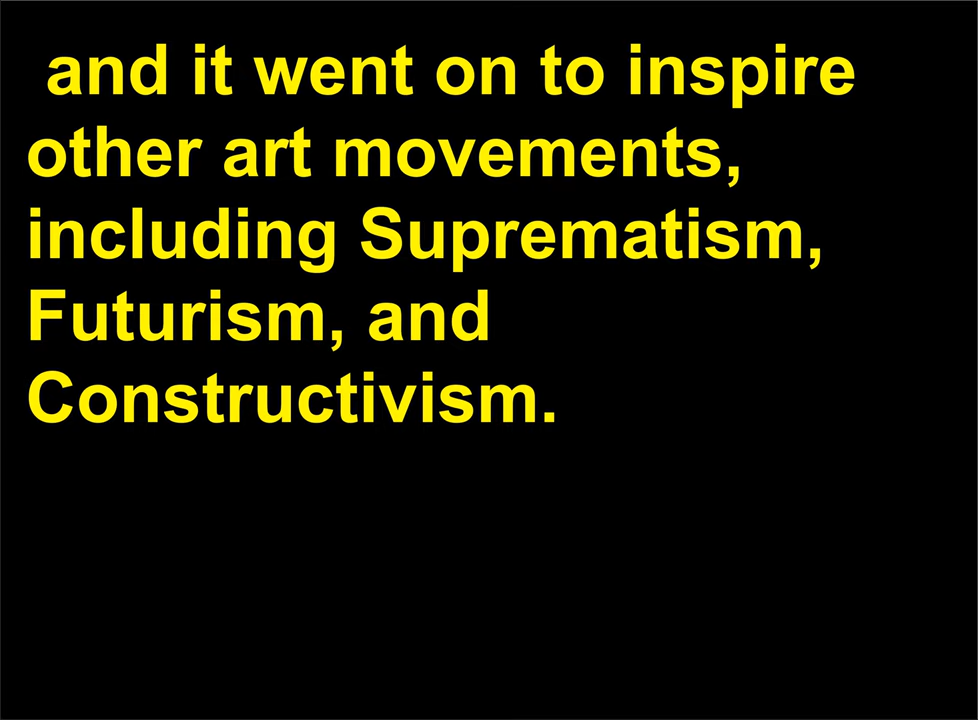 and it went on to inspire
other art movements,
including Suprematism,
Futurism, and
Constructivism.